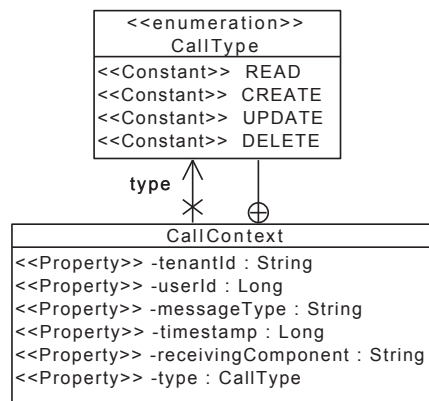 <<enumeration>>
CallType
<<Constant>> READ
<<Constant>> CREATE
<<Constant>> UPDATE
<<Constant>> DELETE
type
CallContext
<<Property>> -tenantId : String
<<Property>> -userId : Long
<<Property>> -messageType : String
<<Property>> -timestamp : Long
<<Property>> -receivingComponent : String
<<Property>> -type : CallType